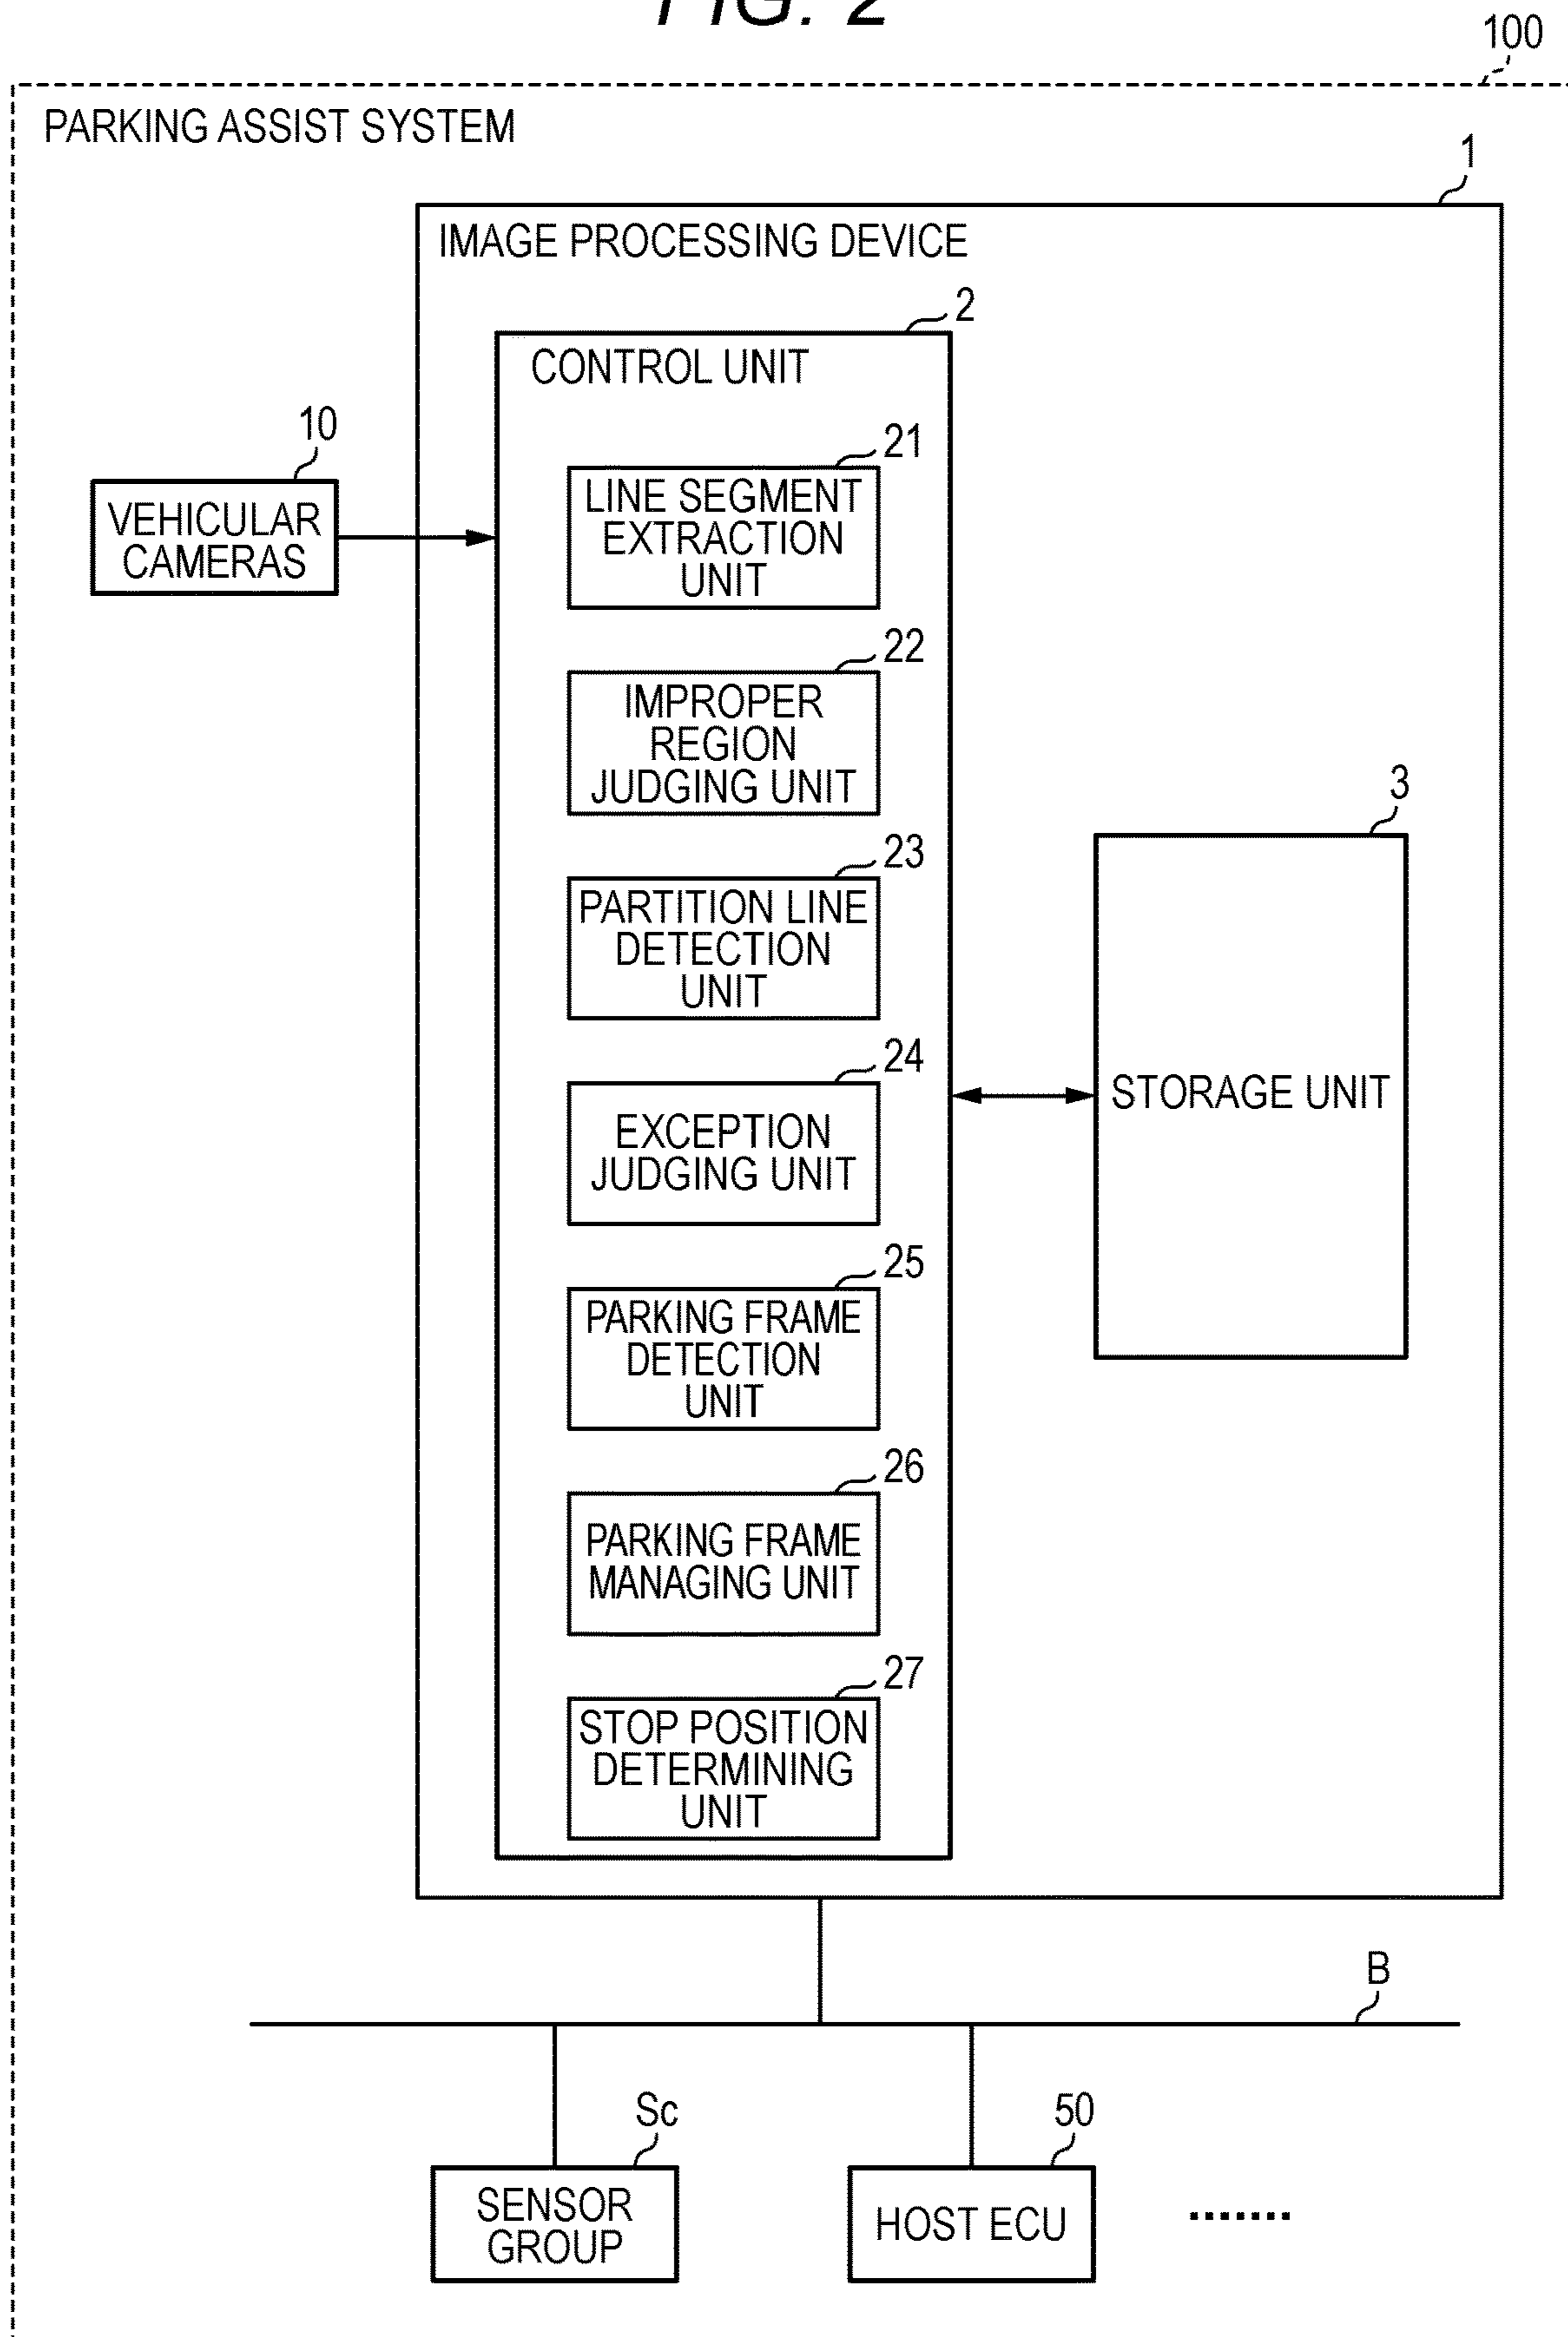 FIG. 2
100
PARKING ASSIST SYSTEM
1
IMAGE PROCESSING DEVICE
2
CONTROL UNIT
10
VEHICULAR
CAMERAS
21
LINE SEGMENT
EXTRACTION
UNIT
22
IMPROPER
REGION
JUDGING UNIT
23
PARTITION LINE
DETECTION
UNIT
24
EXCEPTION
JUDGING UNIT
25
PARKING FRAME
DETECTION
UNIT
26
PARKING FRAME
MANAGING UNIT
27
STOP POSITION
DETERMINING
UNIT
3
STORAGE UNIT
B
Sc
SENSOR
GROUP
50
HOST ECU
.......